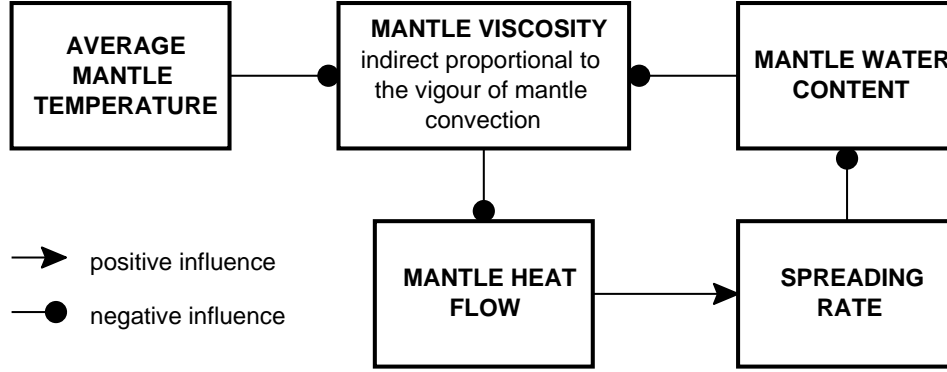 AVERAGE
MANTLE
TEMPERATURE
MANTLE VISCOSITY
indirect proportional to
the vigour of mantle
convection
MANTLE WATER
CONTENT
positive influence
negative influence
MANTLE HEAT
FLOW
SPREADING
RATE